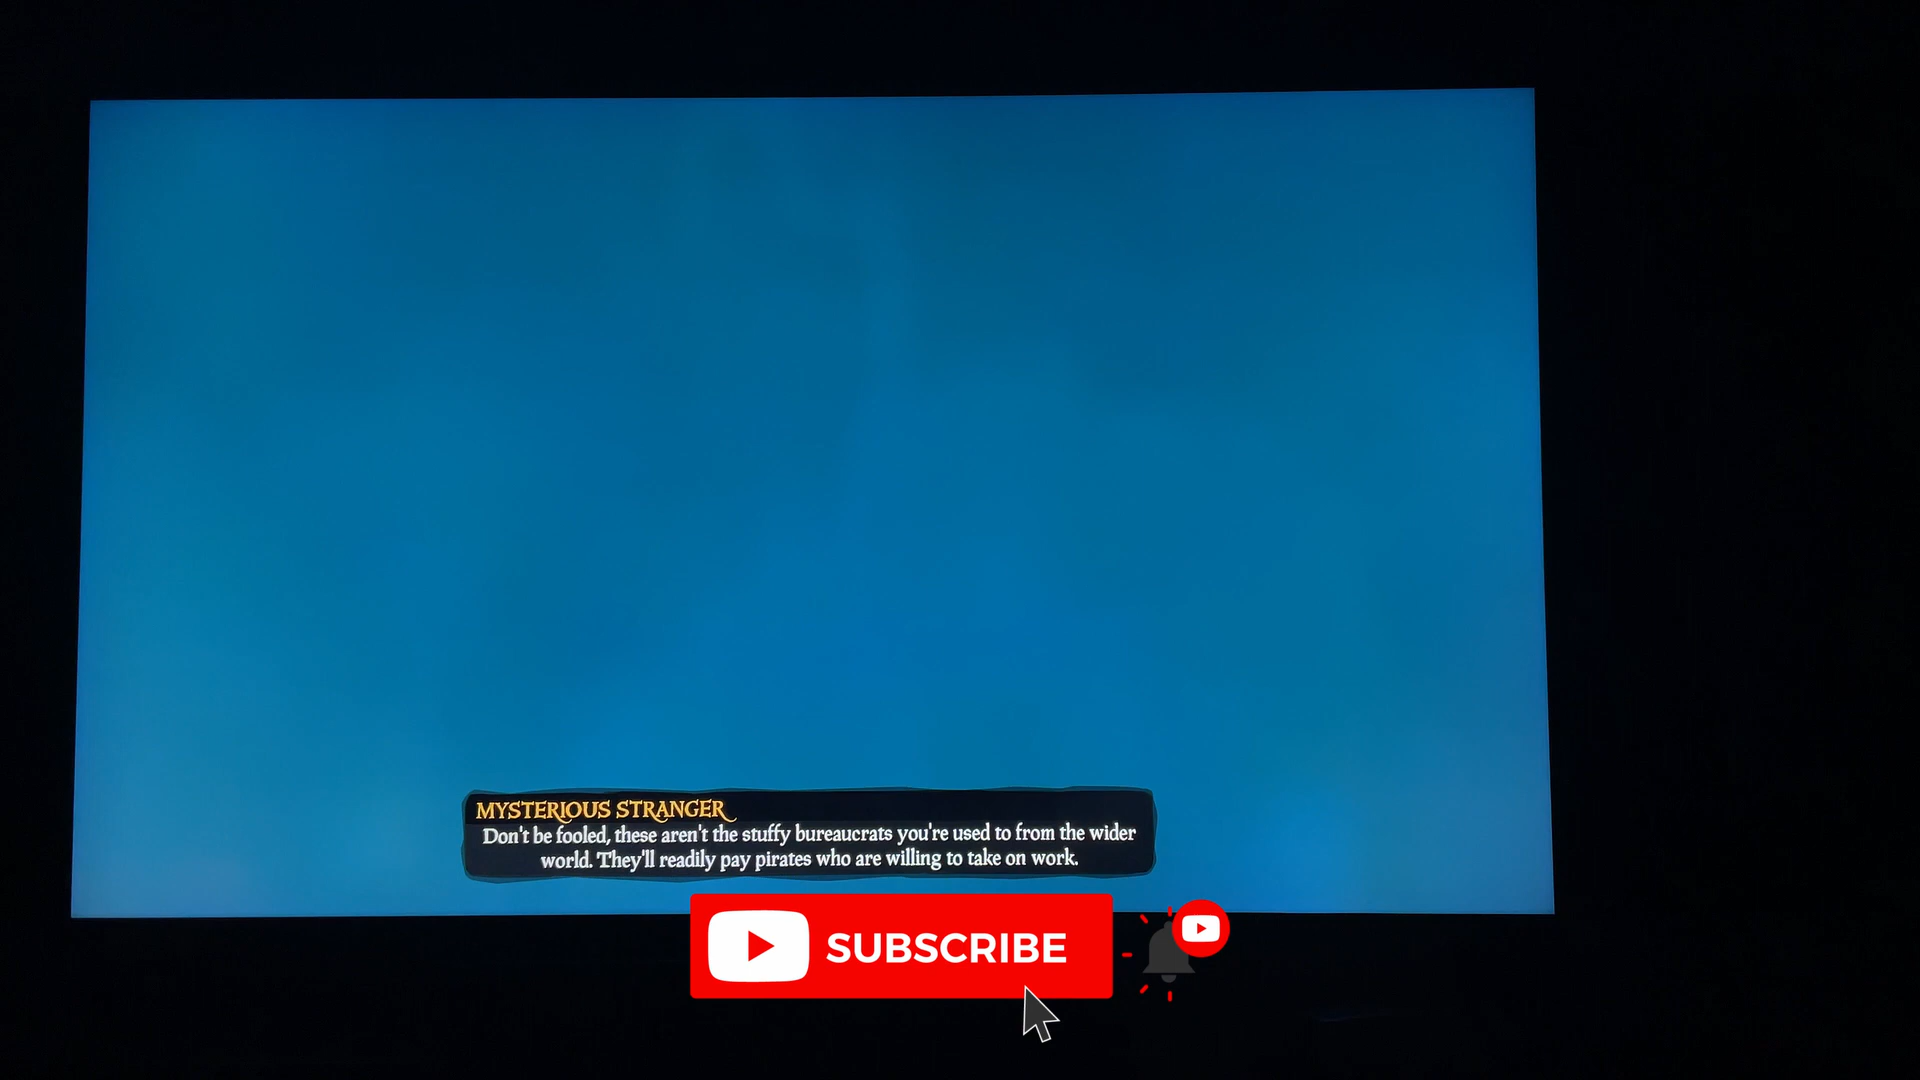 MYSTERIOUS STRANGER
Don't be fooled, these aren't the stuffy bureaucrats you're used to from the wider
world. They'll readily pay pirates who are willing to take on work.
SUBSCRIBE